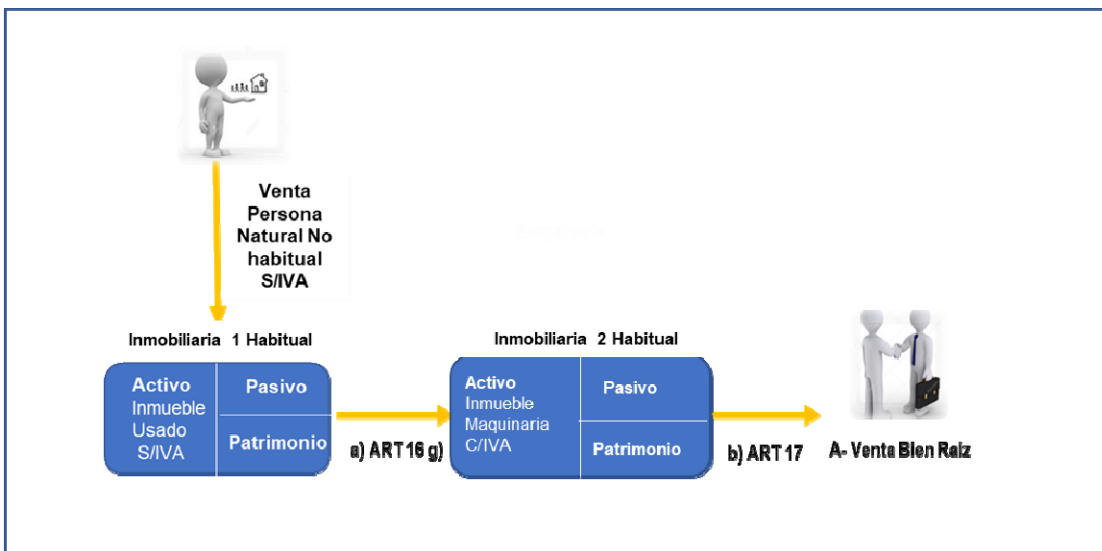 Venta
Persona
Natural No
habitual
S/IVA
Inmobiliaria 1 Habitual
Activo
Inmueble
Usado
S/IVA
Pasivo
Patrimonio
a) ART 16 g)
Inmobiliaria 2 Habitual
Activo
Inmueble
Maquinaria
C/IVA
Pasivo
Patrimonio
b) ART 17
A- Venta Bien Raiz